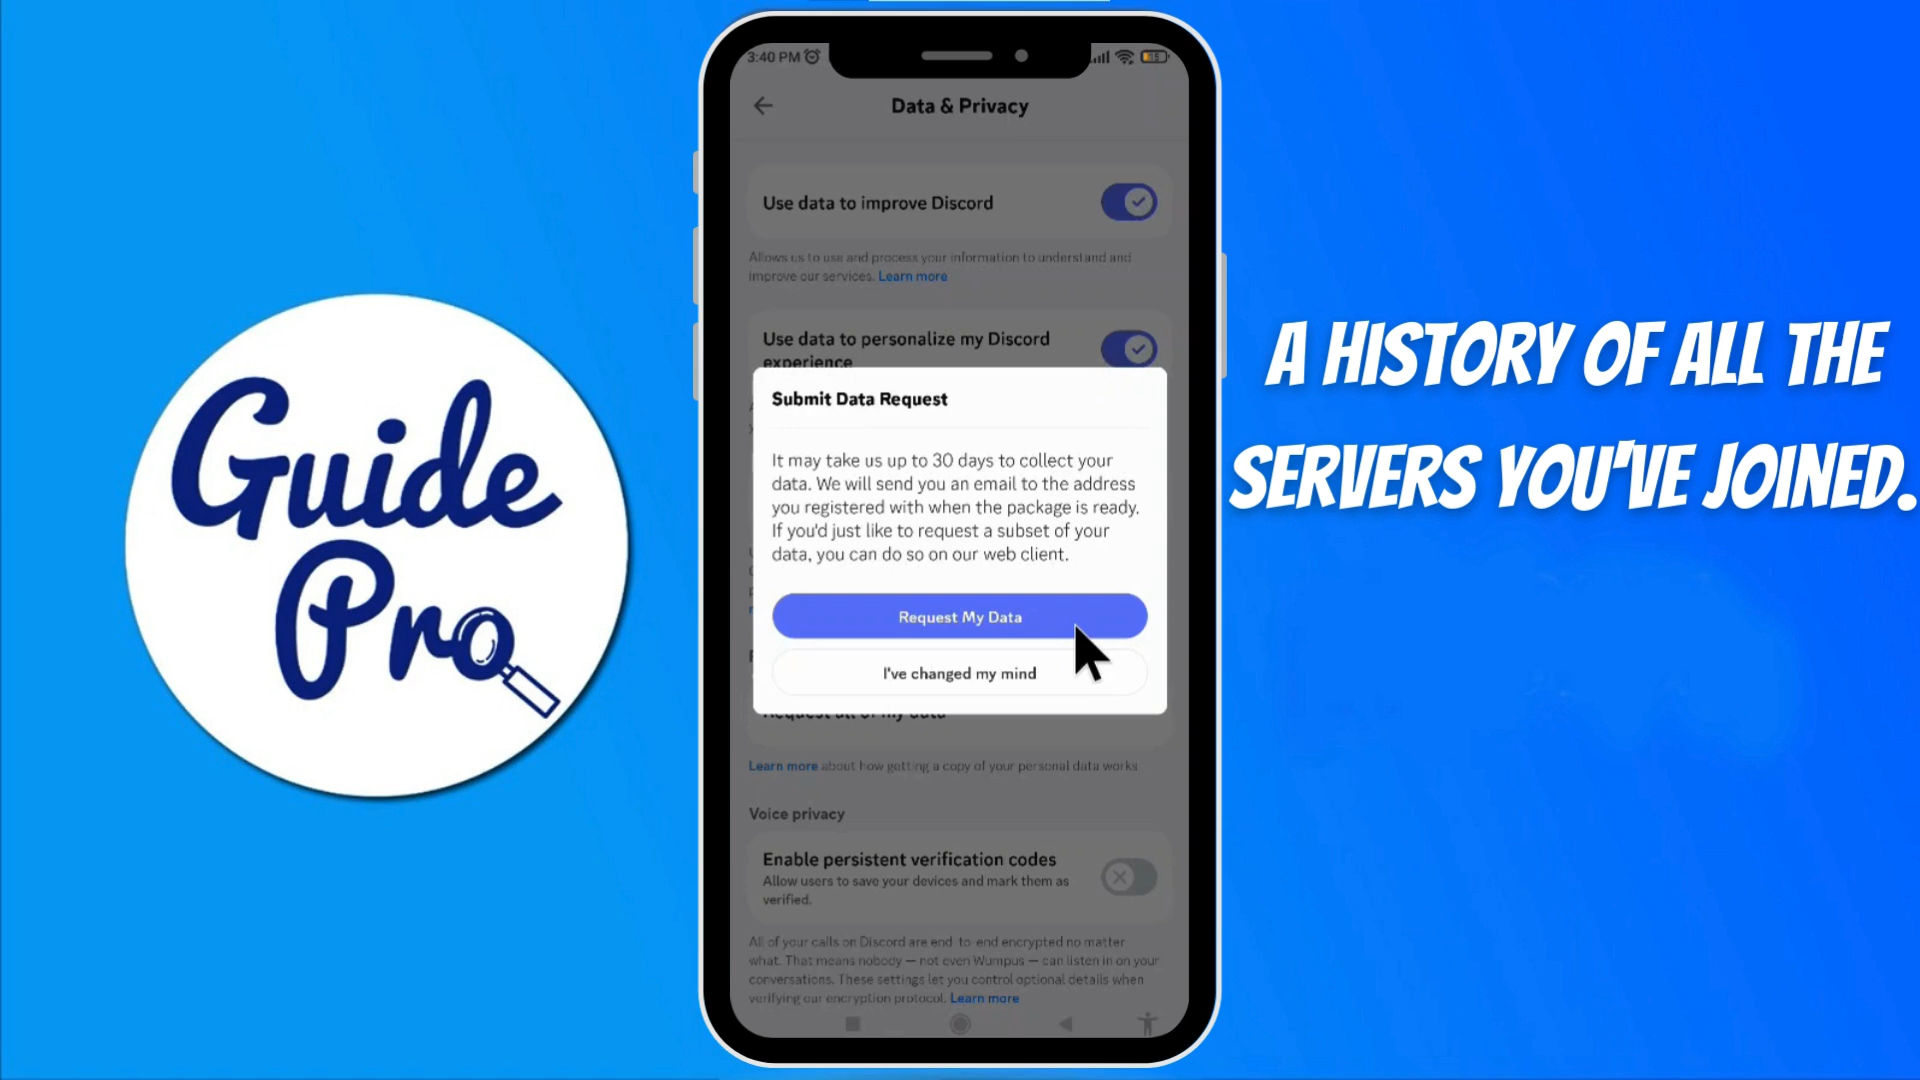 Guide
Pro
3:40 PM
15
Data & Privacy
Use data to improve Discord
Allows us to use and process your information to understand and
improve our services. Learn more
Use data to personalize my Discord
experience
Submit Data Request
It may take us up to 30 days to collect your
data. We will send you an email to the address
you registered with when the package is ready.
If you'd just like to request a subset of your
data, you can do so on our web client.
Request My Data
I've changed my mind
Request all of my data
Learn more about how getting a copy of your personal data works
Voice privacy
Enable persistent verification codes
Allow users to save your devices and mark them as
verified.
All of your calls on Discord are end-to-end encrypted no matter
what. That means nobody — not even Wumpus — can listen in on your
conversations. These settings let you control optional details when
verifying our encryption protocol. Learn more
A HISTORY OF ALL THE
SERVERS YOU'VE JOINED.